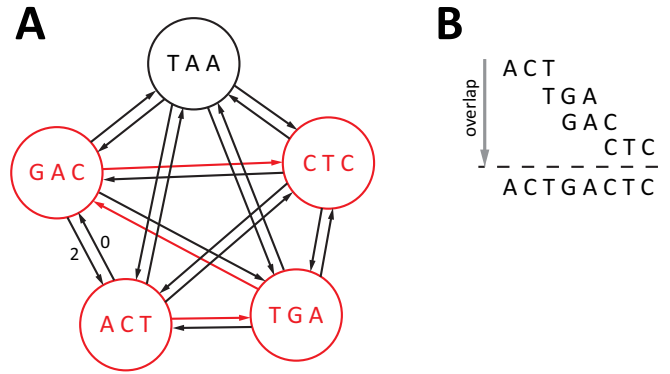 A
TAA
GAC
CTC
2
0
ACT
TGA
B
overlap
ACT
TGA
GAC
CTC
ACTGACTC